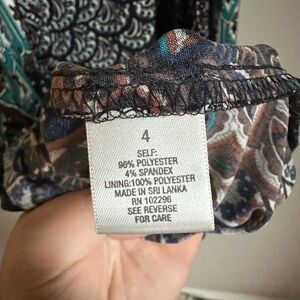 4
SELF:
96% POLYESTER
4% SPANDEX
LINING:100% POLYESTER
MADE IN SRI LANKA
RN 102296
SEE REVERSE
FOR CARE